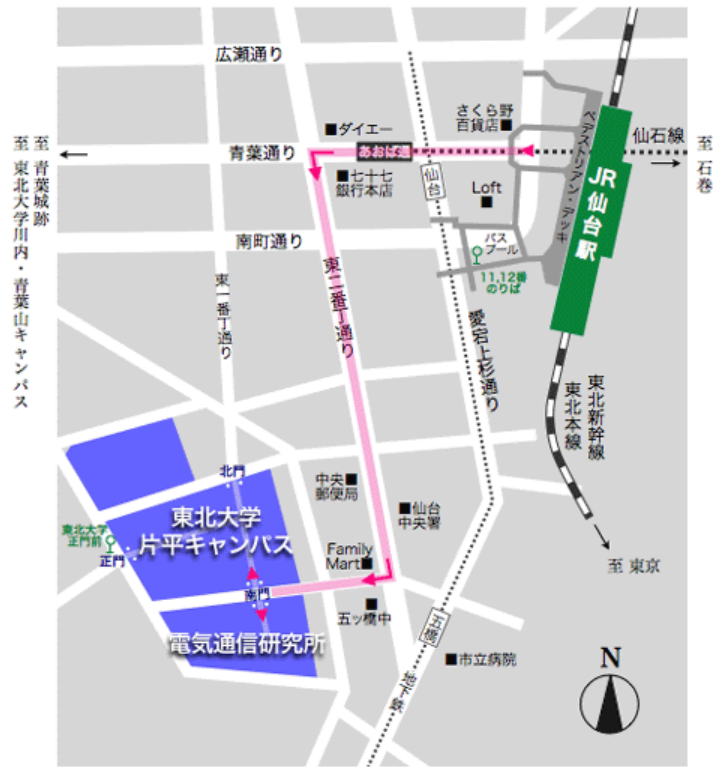 広瀬通り
さくら野
百貨店■
■ダイエー
ペデストリアン・デッキ
仙石線
至 石巻
青葉通り
あおば通
至 青葉城跡
至 東北大学川内・青葉山キャンパス
■七十七
銀行本店
仙台
Loft
■
JR仙台駅
南町通り
バス
プール
11,12番
のりば
東二番丁通り
東一番丁通り
愛宕上杉通り
東北新幹線
東北本線
北門
中央■
郵便局
■仙台
中央署
東北大学
片平キャンパス
東北大学
正門前
正門
Family
Mart■
至 東京
南門
■
五ッ橋中
五橋
電気通信研究所
■市立病院
地下鉄
N